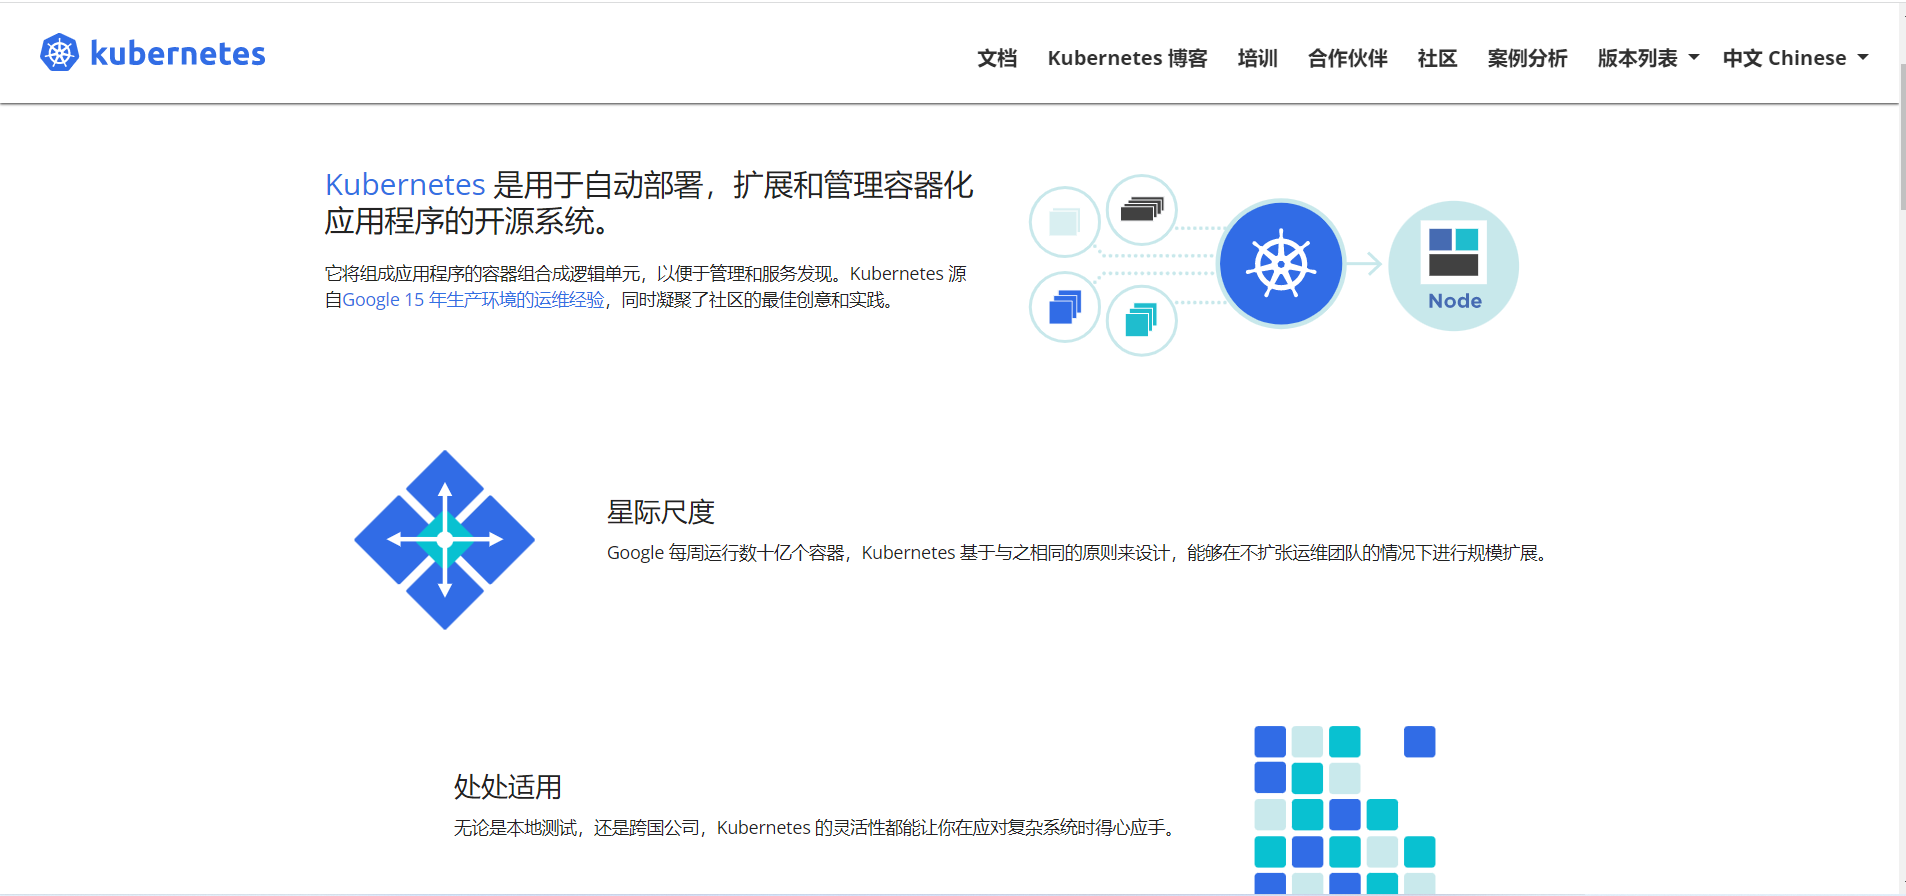 kubernetes
文档 Kubernetes 博客 培训 合作伙伴 社区 案例分析 版本列表 中文 Chinese
Kubernetes 是用于自动部署，扩展和管理容器化
应用程序的开源系统。
它将组成应用程序的容器组合成逻辑单元，以便于管理和服务发现。Kubernetes 源
自Google 15 年生产环境的运维经验，同时凝聚了社区的最佳创意和实践。
Node
星际尺度
Google 每周运行数十亿个容器，Kubernetes 基于与之相同的原则来设计，能够在不扩张运维团队的情况下进行规模扩展。
处处适用
无论是本地测试，还是跨国公司，Kubernetes 的灵活性都能让你在应对复杂系统时得心应手。